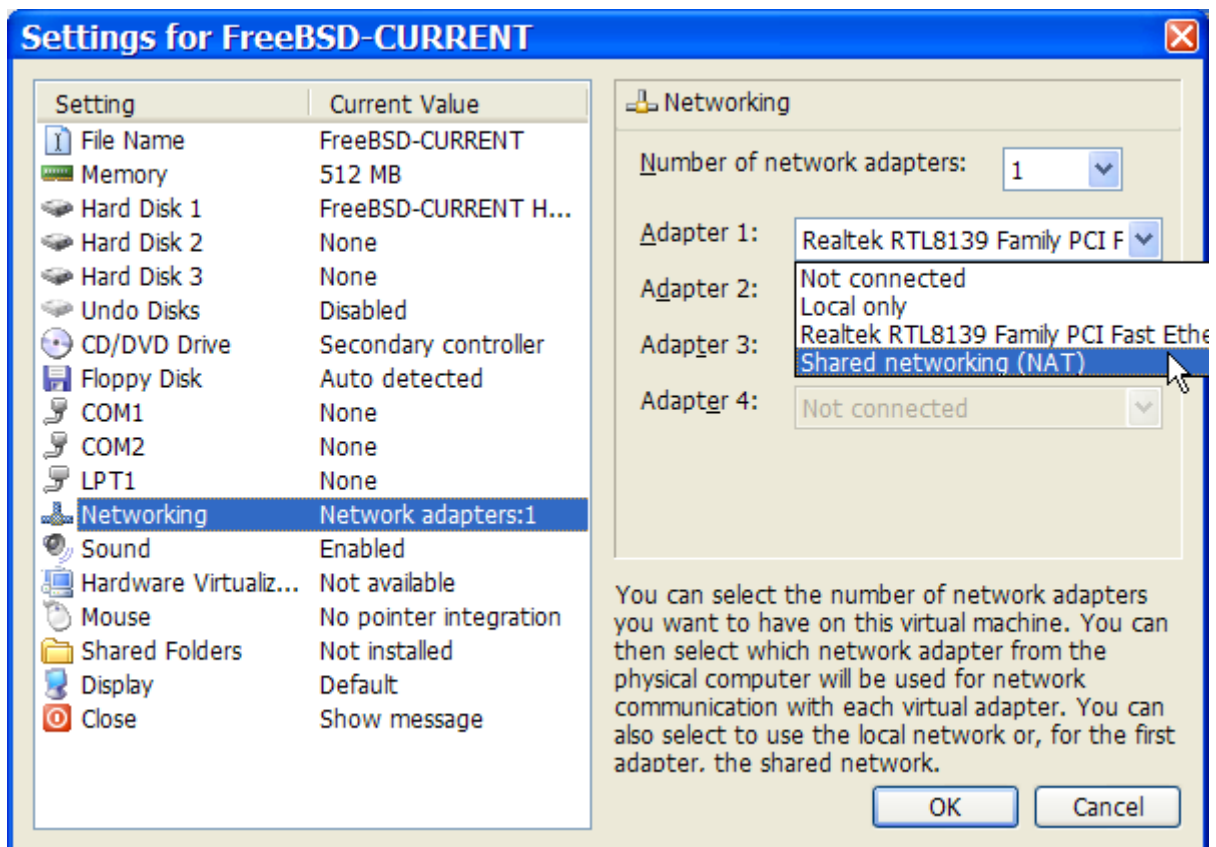 Settings for FreeBSD-CURRENT
Setting Current Value
File Name FreeBSD-CURRENT
Memory 512 MB
Hard Disk 1 FreeBSD-CURRENT H...
Hard Disk 2 None
Hard Disk 3 None
Undo Disks Disabled
CD/DVD Drive Secondary controller
Floppy Disk Auto detected
COM1 None
COM2 None
LPT1 None
Networking Network adapters:1
Sound Enabled
Hardware Virtualiz... Not available
Mouse No pointer integration
Shared Folders Not installed
Display Default
Close Show message
Networking
Number of network adapters: 1
Adapter 1: Realtek RTL8139 Family PCI F
Not connected
Adapter 2:
Local only
Realtek RTL8139 Family PCI Fast Ethe
Adapter 3:
Shared networking (NAT)
Adapter 4: Not connected
You can select the number of network adapters
you want to have on this virtual machine. You can
then select which network adapter from the
physical computer will be used for network
communication with each virtual adapter. You can
also select to use the local network or, for the first
adapter, the shared network.
OK Cancel